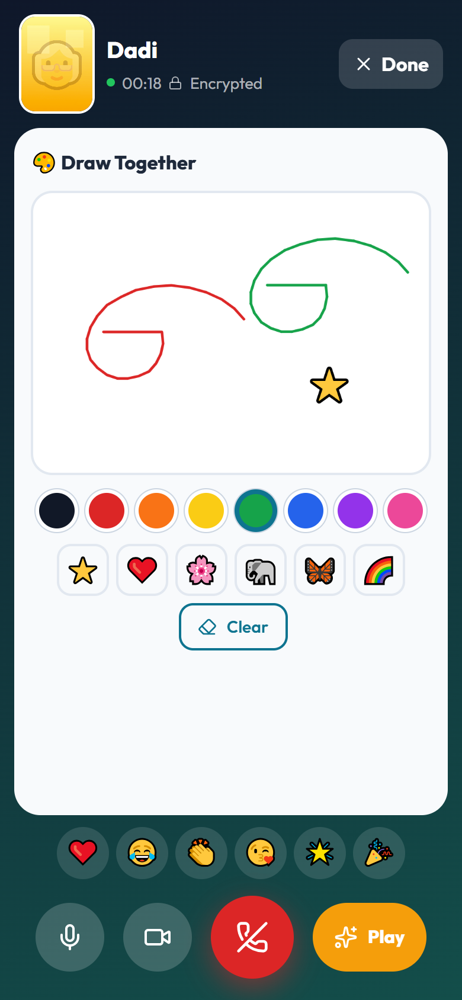 Dadi
Done
00:18 Encrypted
Draw Together
Clear
Play